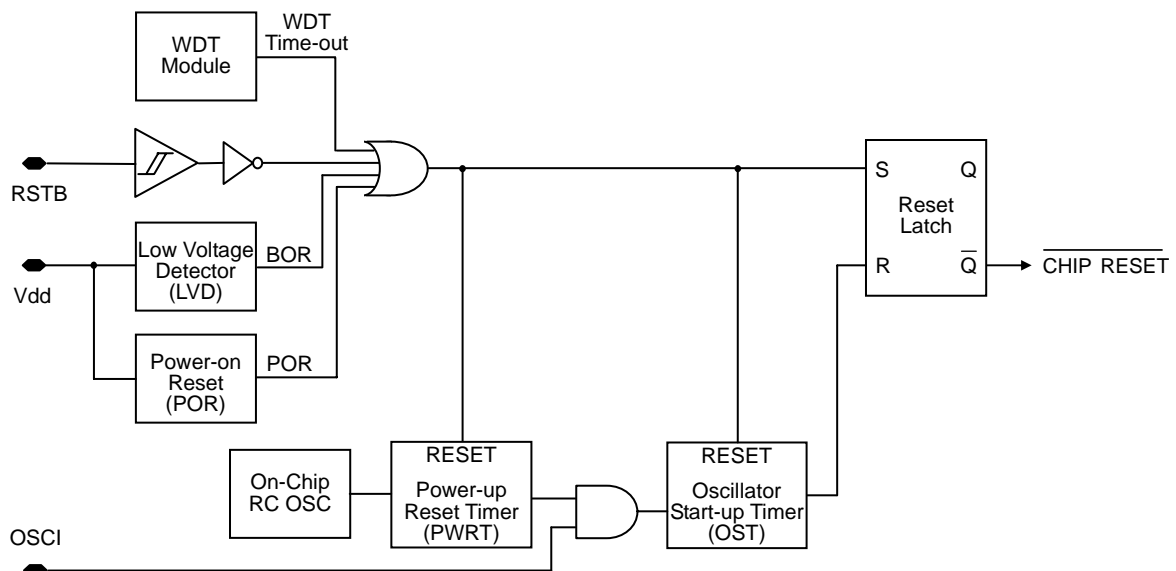 WDT
Module
WDT
Time-out
RSTB
Low Voltage
Detector
(LVD)
BOR
Vdd
Power-on
Reset
(POR)
POR
S
Q
Reset
Latch
R
Q
CHIP RESET
On-Chip
RC OSC
RESET
Power-up
Reset Timer
(PWRT)
RESET
Oscillator
Start-up Timer
(OST)
OSCI